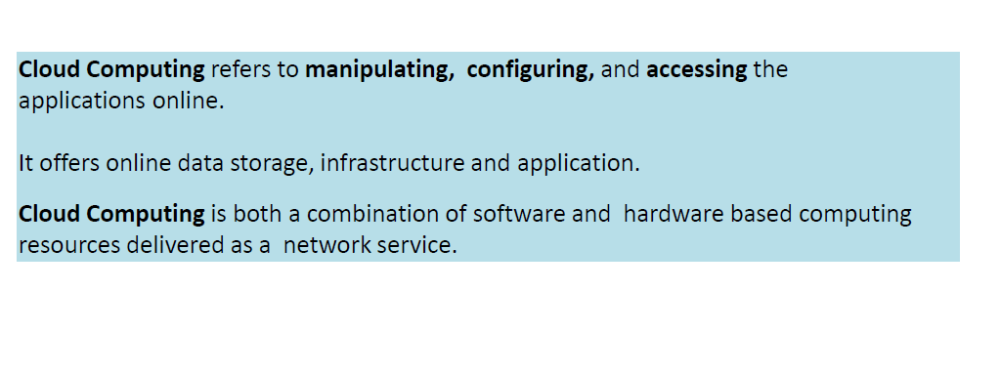 Cloud Computing refers to manipulating,  configuring, and accessing the
applications online.
It offers online data storage, infrastructure and application.
Cloud Computing is both a combination of software and  hardware based computing
resources delivered as a  network service.